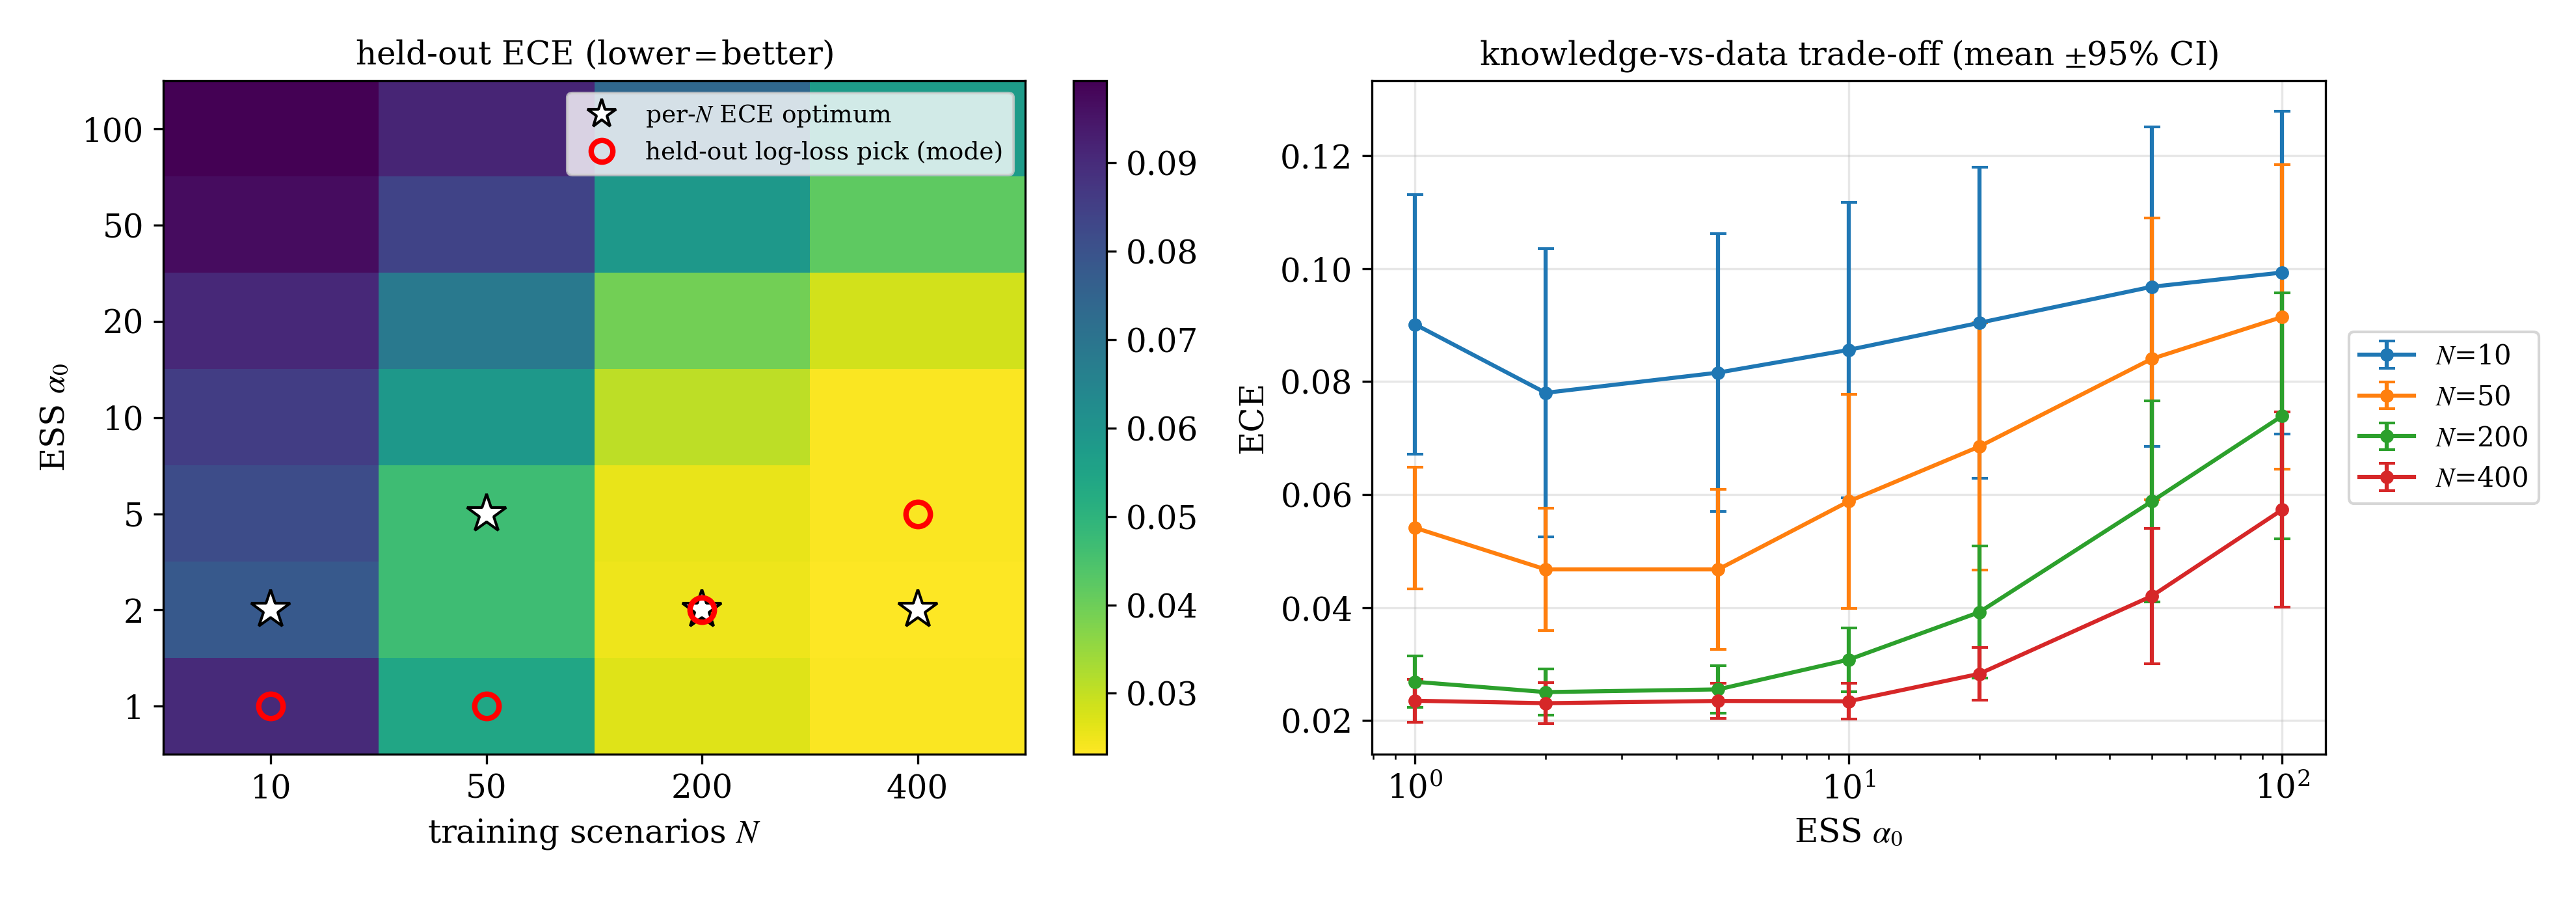 held-out ECE (lower=better)
per-N ECE optimum
held-out log-loss pick (mode)
100
50
20
10
5
2
1
ESS α₀
10
50
200
400
training scenarios N
0.09
0.08
0.07
0.06
0.05
0.04
0.03
knowledge-vs-data trade-off (mean ±95% CI)
0.12
0.10
0.08
0.06
0.04
0.02
ECE
10⁰
10¹
10²
ESS α₀
N=10
N=50
N=200
N=400